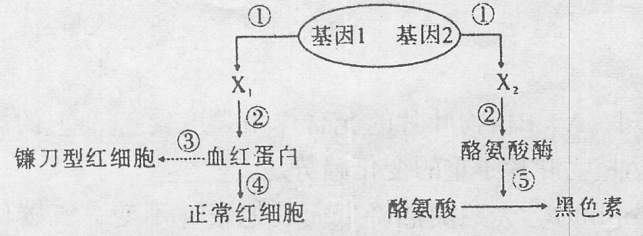 ① ①
基因1 基因2
X₁ X₂
② ②
镰刀型红细胞 ③ 血红蛋白 酪氨酸酶
④ ⑤
正常红细胞 酪氨酸 黑色素